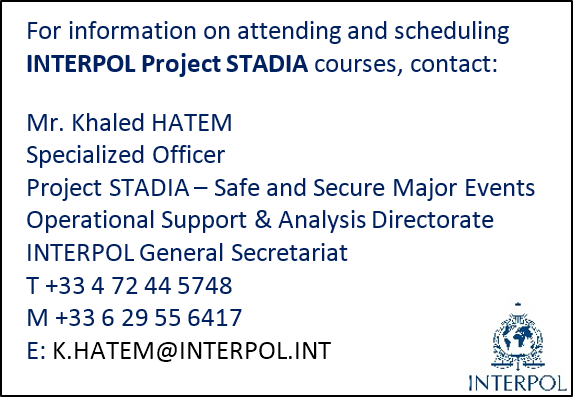 For information on attending and scheduling
INTERPOL Project STADIA courses, contact:
Mr. Khaled HATEM
Specialized Officer
Project STADIA – Safe and Secure Major Events
Operational Support & Analysis Directorate
INTERPOL General Secretariat
T +33 4 72 44 5748
M +33 6 29 55 6417
E: K.HATEM@INTERPOL.INT
INTERPOL